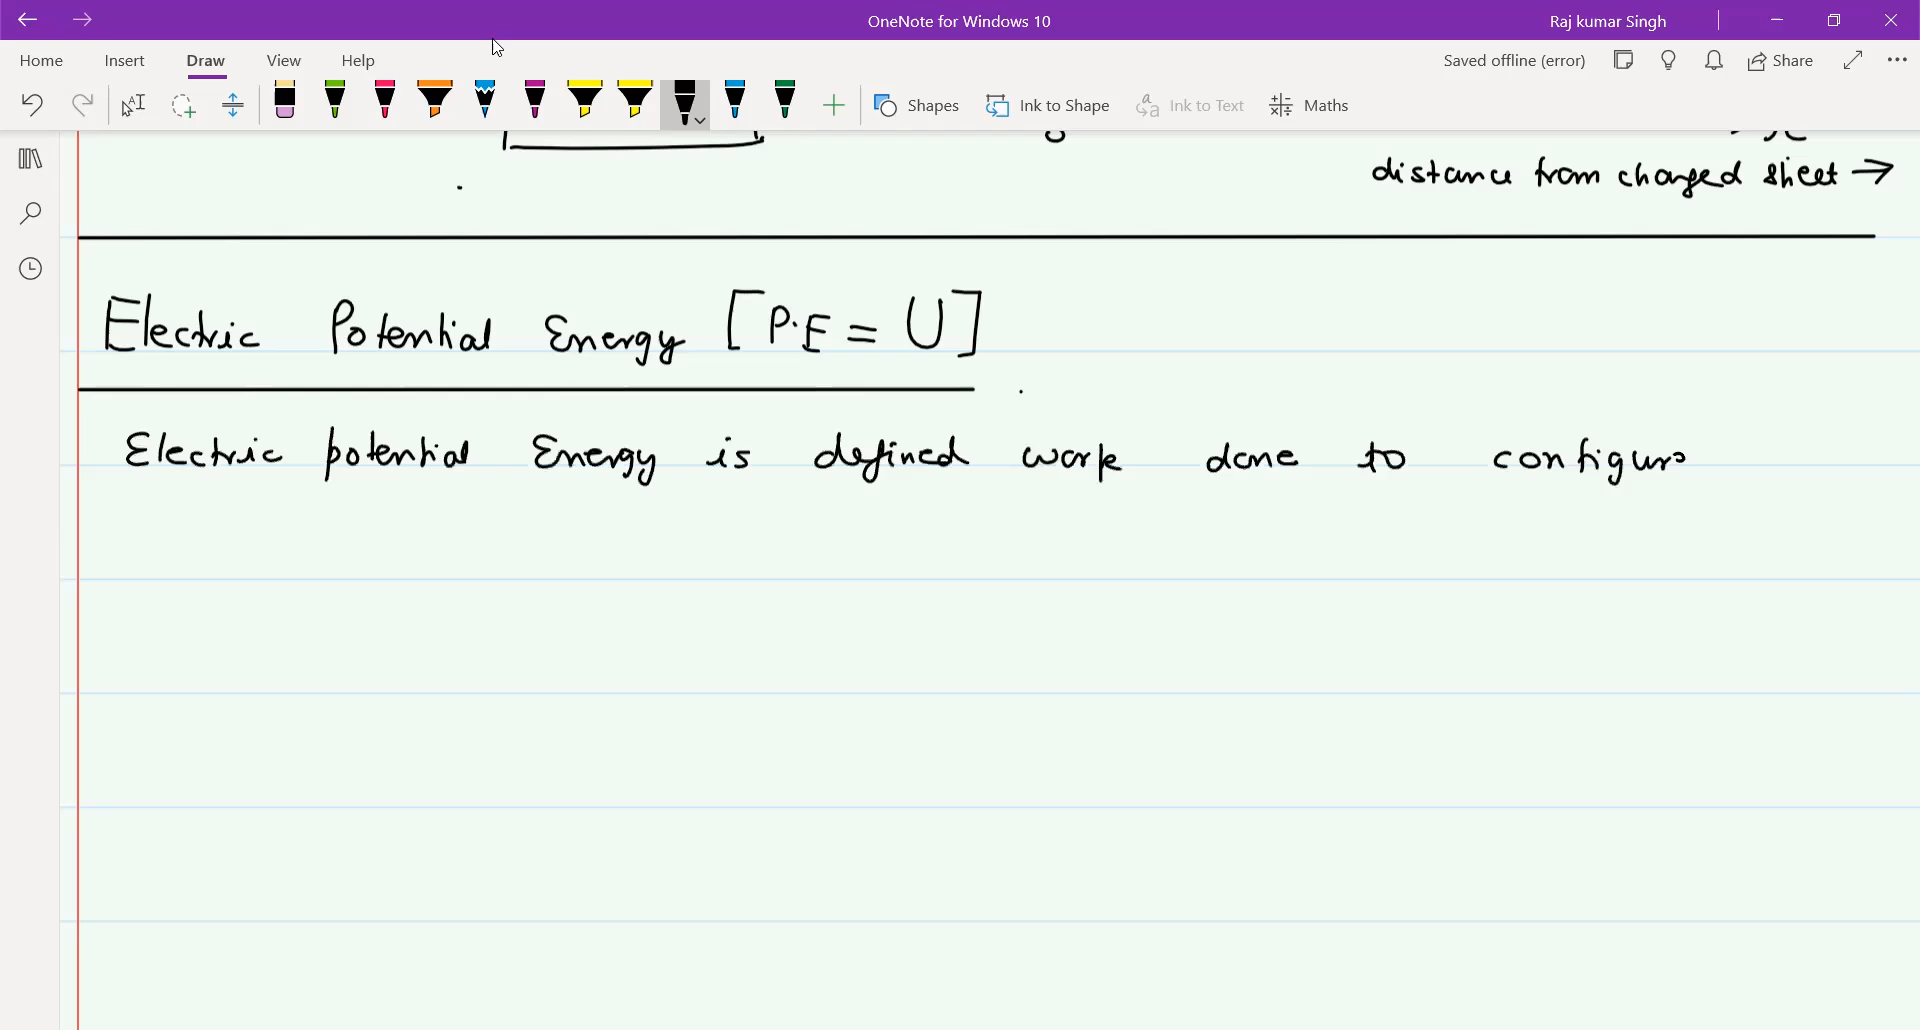 OneNote for Windows 10
Raj kumar Singh
Home Insert Draw View Help
Saved offline (error) Share
Shapes Ink to Shape Ink to Text Maths
distance from charged sheet →
Electric Potential Energy [P.E = U]
Electric potential Energy is defined work done to configure